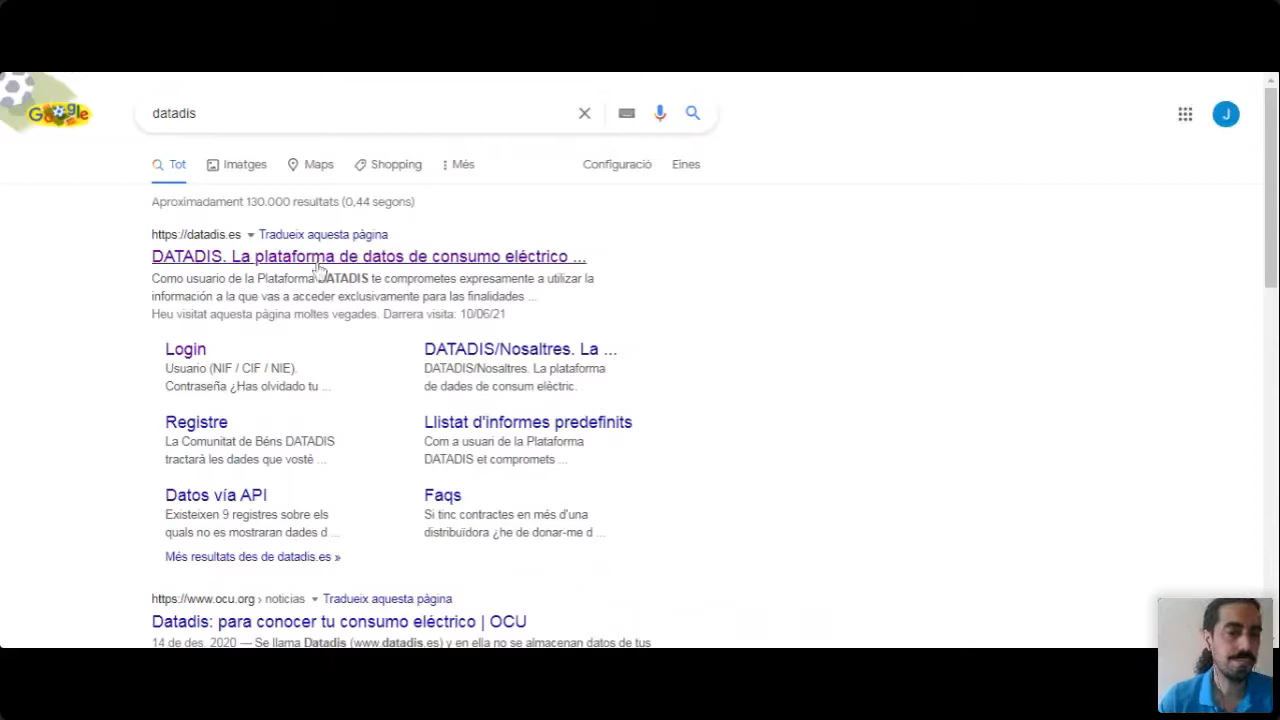 Google
datadis
J
Tot Imatges Maps Shopping Més Configuració Eines
Aproximadament 130.000 resultats (0,44 segons)
https://datadis.es Tradueix aquesta pàgina
DATADIS. La plataforma de datos de consumo eléctrico ...
Como usuario de la Plataforma DATADIS te comprometes expresamente a utilizar la
información a la que vas a acceder exclusivamente para las finalidades ...
Heu visitat aquesta pàgina moltes vegades. Darrera visita: 10/06/21
Login
Usuario (NIF / CIF / NIE).
Contraseña ¿Has olvidado tu ...
DATADIS/Nosaltres. La ...
DATADIS/Nosaltres. La plataforma
de dades de consum elèctric.
Registre
La Comunitat de Béns DATADIS
tractarà les dades que vostè ...
Llistat d'informes predefinits
Com a usuari de la Plataforma
DATADIS et compromets ...
Datos vía API
Existeixen 9 registres sobre els
quals no es mostraran dades d ...
Faqs
Si tinc contractes en més d'una
distribuïdora ¿he de donar-me d ...
Més resultats des de datadis.es »
https://www.ocu.org › noticias Tradueix aquesta pàgina
Datadis: para conocer tu consumo eléctrico | OCU
14 de des. 2020 — Se llama Datadis (www.datadis.es) y en ella no se almacenan datos de tus